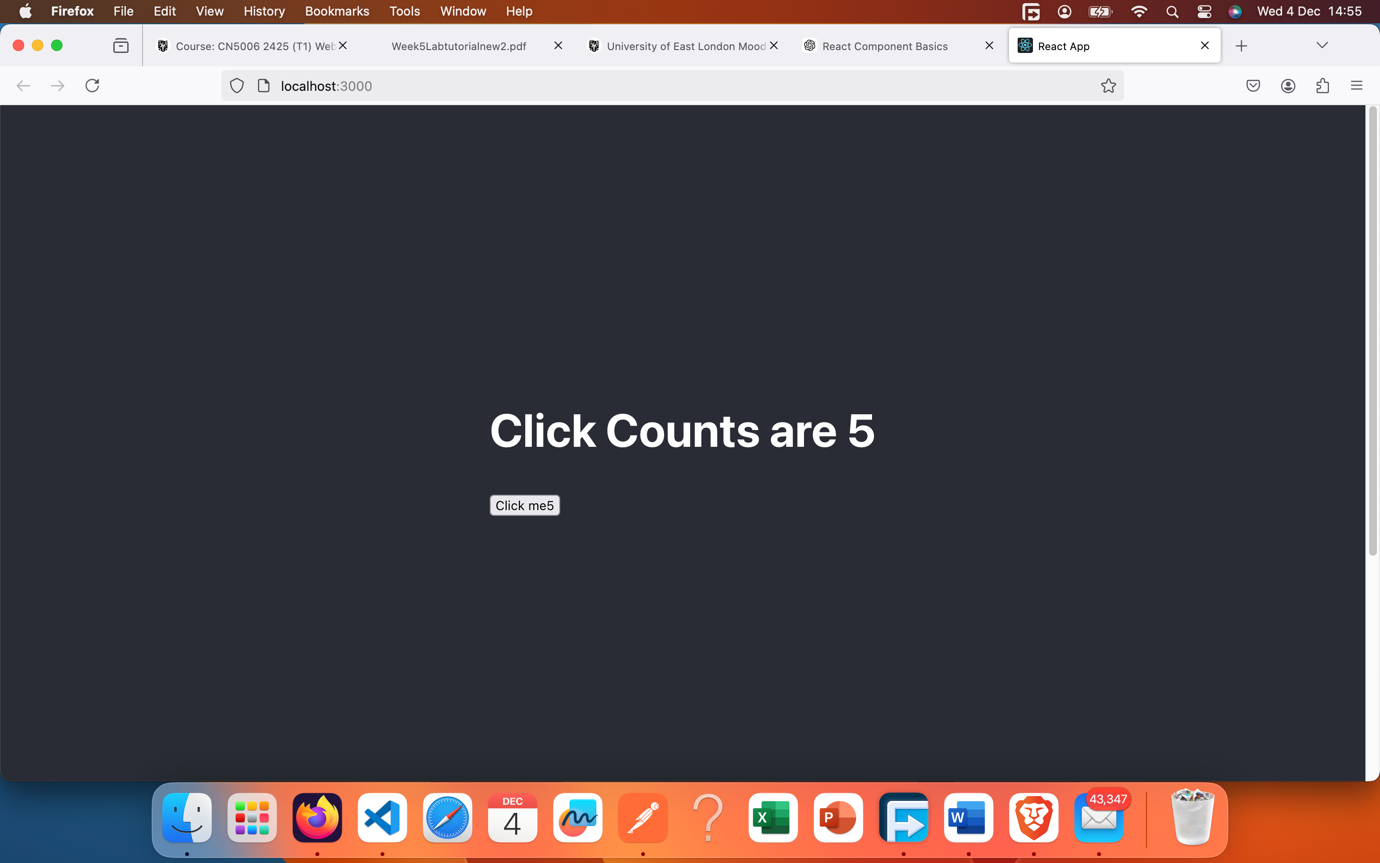 Firefox File Edit View History Bookmarks Tools Window Help Wed 4 Dec 14:55
Course: CN5006 2425 (T1) Web Week5Labtutorialnew2.pdf University of East London Mood React Component Basics React App
localhost:3000
Click Counts are 5
Click me5
DEC
4
X
P
W
43,347